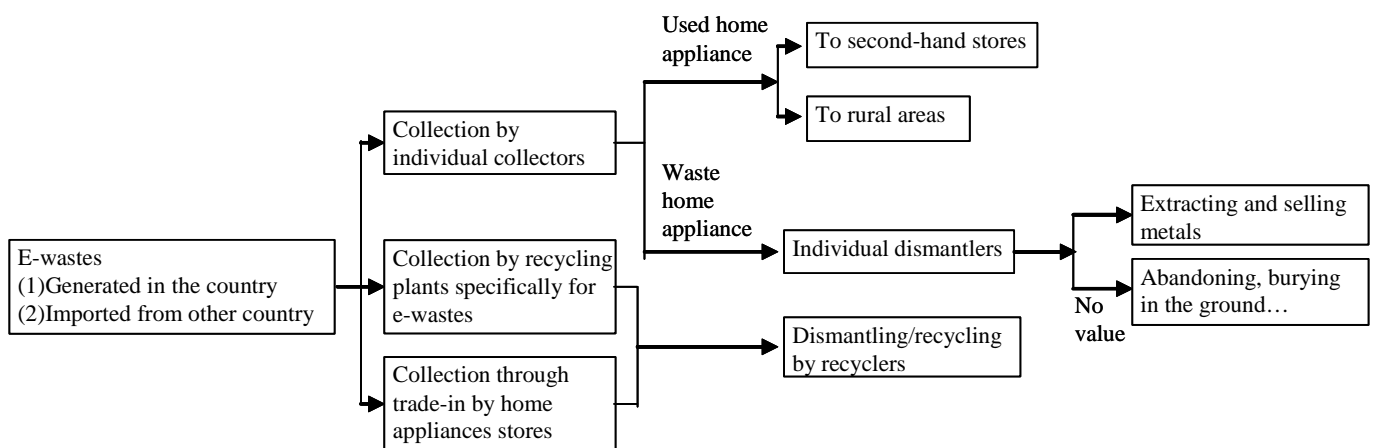 E-wastes
(1)Generated in the country
(2)Imported from other country
Collection by
individual collectors
Collection by recycling
plants specifically for
e-wastes
Collection through
trade-in by home
appliances stores
Used home
appliance
To second-hand stores
To rural areas
Waste
home
appliance
Individual dismantlers
Dismantling/recycling
by recyclers
Extracting and selling
metals
No
value
Abandoning, burying
in the ground…